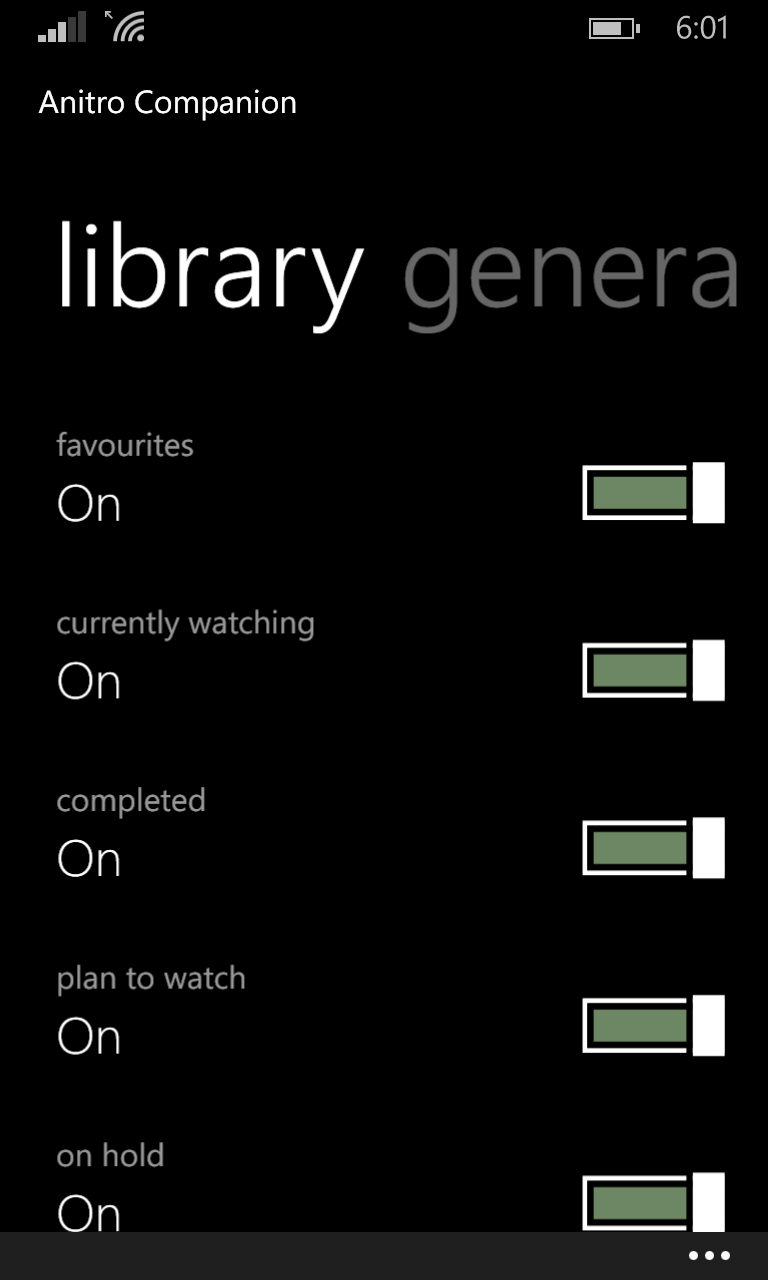 6:01
Anitro Companion
library genera
favourites
On
currently watching
On
completed
On
plan to watch
On
on hold
On